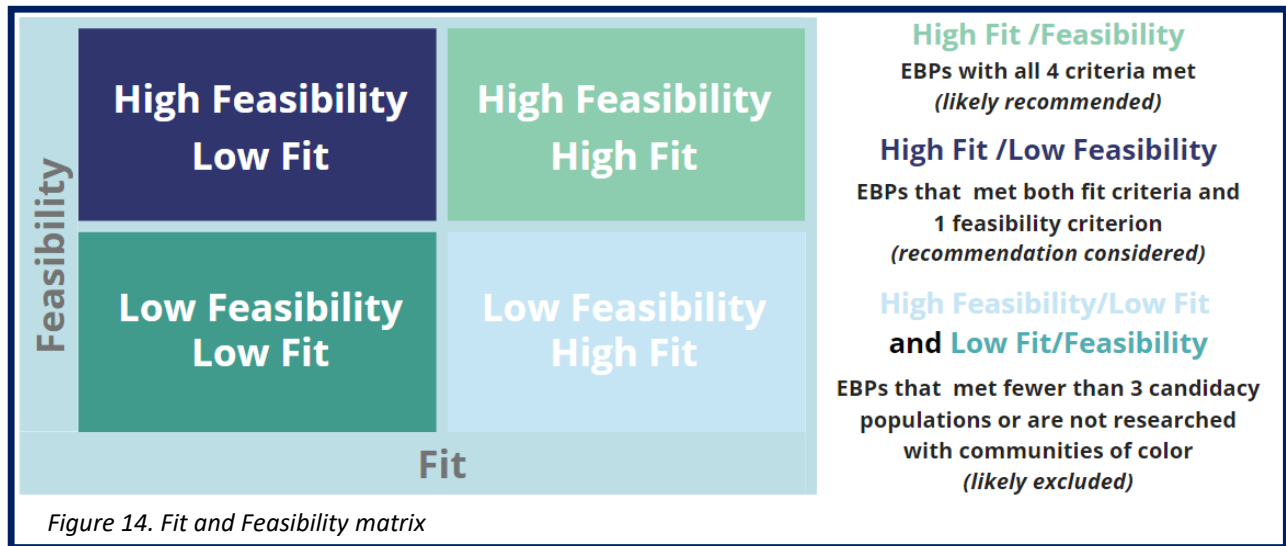 Feasibility
High Feasibility
Low Fit
High Feasibility
High Fit
Low Feasibility
Low Fit
Low Feasibility
High Fit
Fit
High Fit /Feasibility
EBPs with all 4 criteria met
(likely recommended)
High Fit /Low Feasibility
EBPs that met both fit criteria and
1 feasibility criterion
(recommendation considered)
High Feasibility/Low Fit
and Low Fit/Feasibility
EBPs that met fewer than 3 candidacy
populations or are not researched
with communities of color
(likely excluded)
Figure 14. Fit and Feasibility matrix